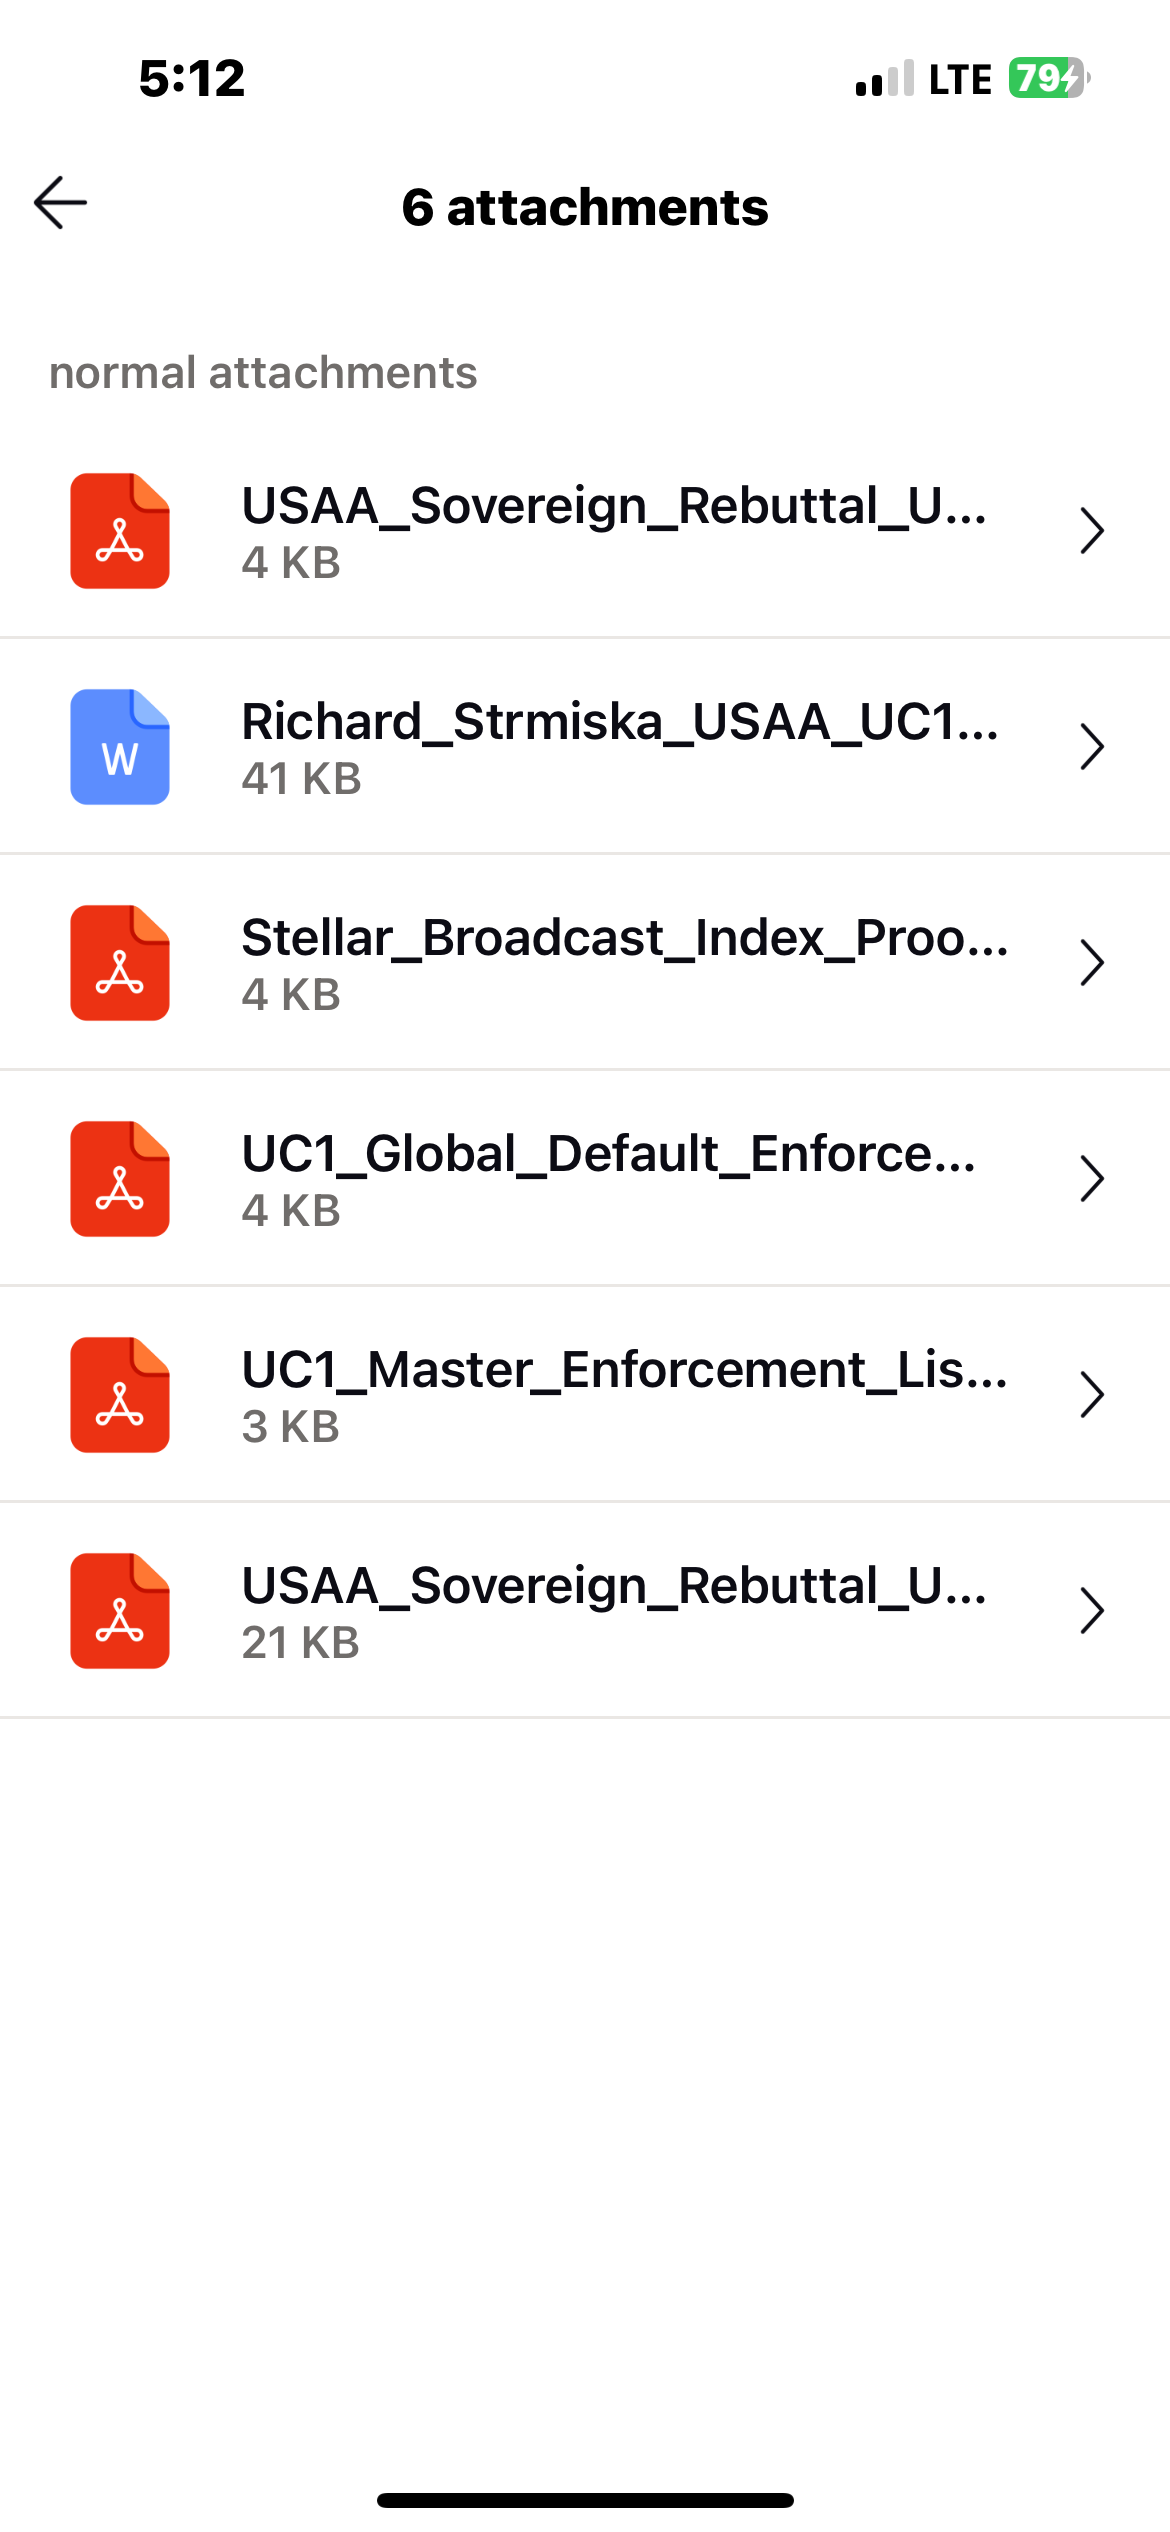 5:12
LTE 79
6 attachments
normal attachments
USAA_Sovereign_Rebuttal_U...
4 KB
W
Richard_Strmiska_USAA_UC1...
41 KB
Stellar_Broadcast_Index_Proo...
4 KB
UC1_Global_Default_Enforce...
4 KB
UC1_Master_Enforcement_Lis...
3 KB
USAA_Sovereign_Rebuttal_U...
21 KB